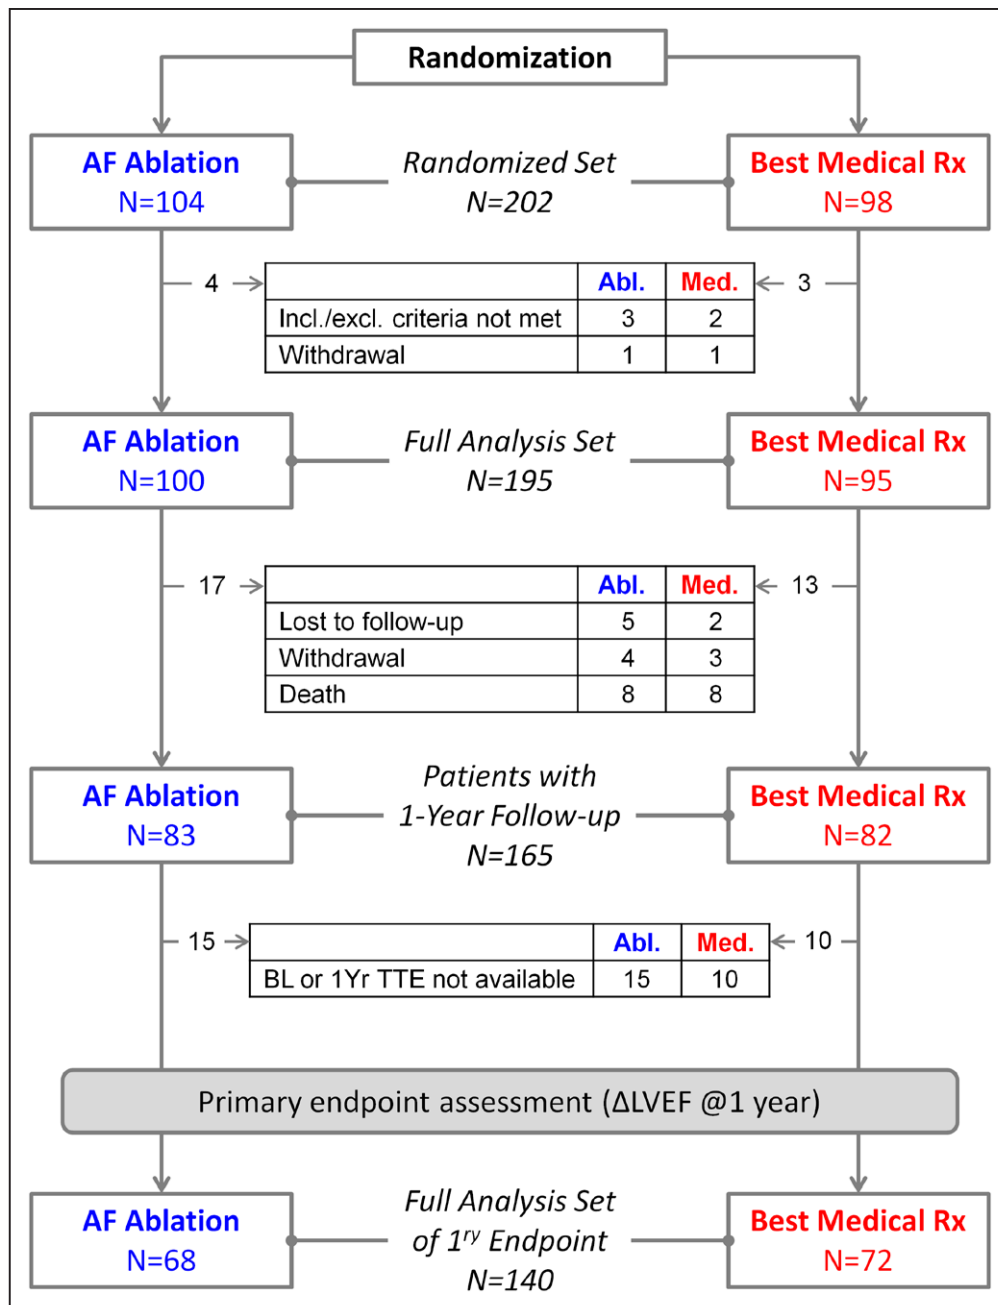 Randomization
AF Ablation
N=104
Randomized Set
N=202
Best Medical Rx
N=98
4
3
Abl. Med.
Incl./excl. criteria not met 3 2
Withdrawal 1 1
AF Ablation
N=100
Full Analysis Set
N=195
Best Medical Rx
N=95
17
13
Abl. Med.
Lost to follow-up 5 2
Withdrawal 4 3
Death 8 8
AF Ablation
N=83
Patients with
1-Year Follow-up
N=165
Best Medical Rx
N=82
15
10
Abl. Med.
BL or 1Yr TTE not available 15 10
Primary endpoint assessment (ΔLVEF @1 year)
AF Ablation
N=68
Full Analysis Set
of 1ry Endpoint
N=140
Best Medical Rx
N=72